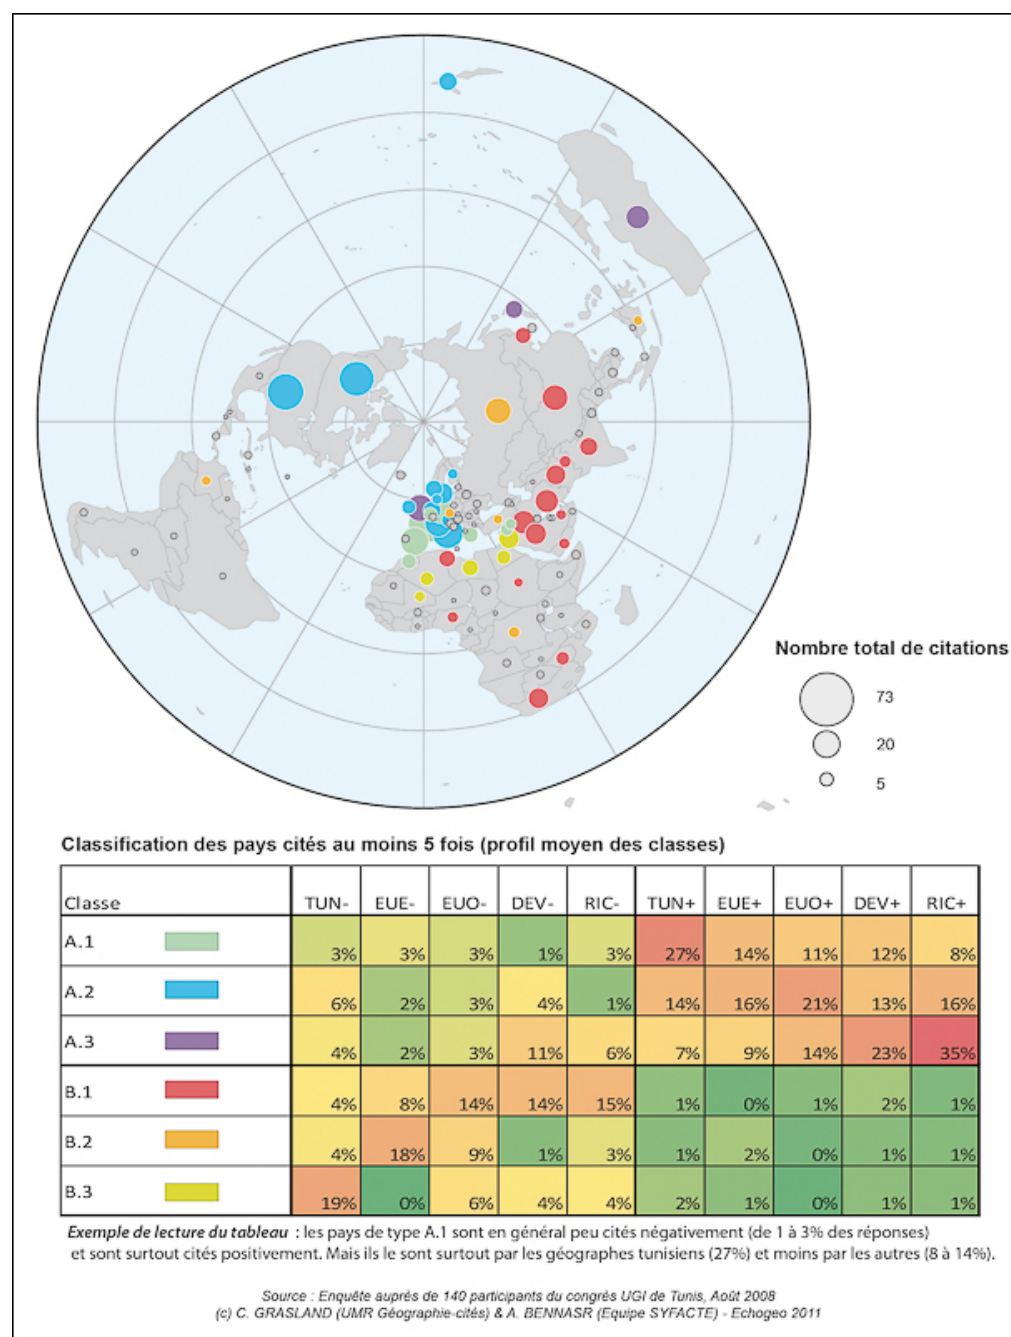 Nombre total de citations
73
20
5
Classification des pays cités au moins 5 fois (profil moyen des classes)
Classe TUN- EUE- EUO- DEV- RIC- TUN+ EUE+ EUO+ DEV+ RIC+
A.1 3% 3% 3% 1% 3% 27% 14% 11% 12% 8%
A.2 6% 2% 3% 4% 1% 14% 16% 21% 13% 16%
A.3 4% 2% 3% 11% 6% 7% 9% 14% 23% 35%
B.1 4% 8% 14% 14% 15% 1% 0% 1% 2% 1%
B.2 4% 18% 9% 1% 3% 1% 2% 0% 1% 1%
B.3 19% 0% 6% 4% 4% 2% 1% 0% 1% 1%
Exemple de lecture du tableau : les pays de type A.1 sont en général peu cités négativement (de 1 à 3% des réponses)
et sont surtout cités positivement. Mais ils le sont surtout par les géographes tunisiens (27%) et moins par les autres (8 à 14%).
Source : Enquête auprès de 140 participants du congrès UGI de Tunis, Août 2008
(c) C. GRASLAND (UMR Géographie-cités) & A. BENNASR (Equipe SYFACTE) - Echogeo 2011